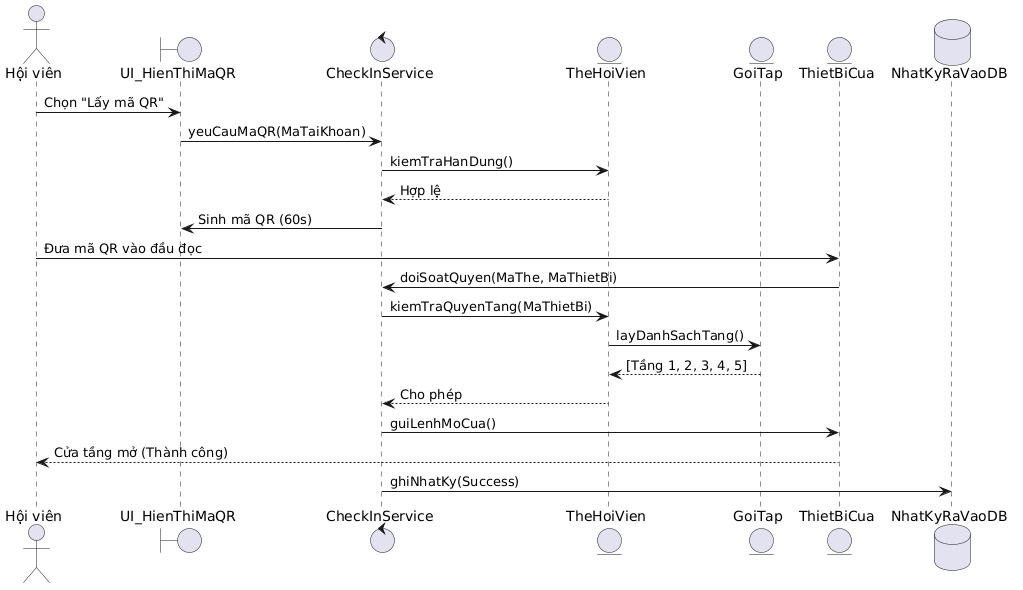 Hội viên
UI_HienThiMaQR
CheckInService
TheHoiVien
GoiTap
ThietBiCua
NhatKyRaVaoDB
Chọn "Lấy mã QR"
yeuCauMaQR(MaTaiKhoan)
kiemTraHanDung()
Hợp lệ
Sinh mã QR (60s)
Đưa mã QR vào đầu đọc
doiSoatQuyen(MaThe, MaThietBi)
kiemTraQuyenTang(MaThietBi)
layDanhSachTang()
[Tầng 1, 2, 3, 4, 5]
Cho phép
guiLenhMoCua()
Cửa tầng mở (Thành công)
ghiNhatKy(Success)
Hội viên
UI_HienThiMaQR
CheckInService
TheHoiVien
GoiTap
ThietBiCua
NhatKyRaVaoDB